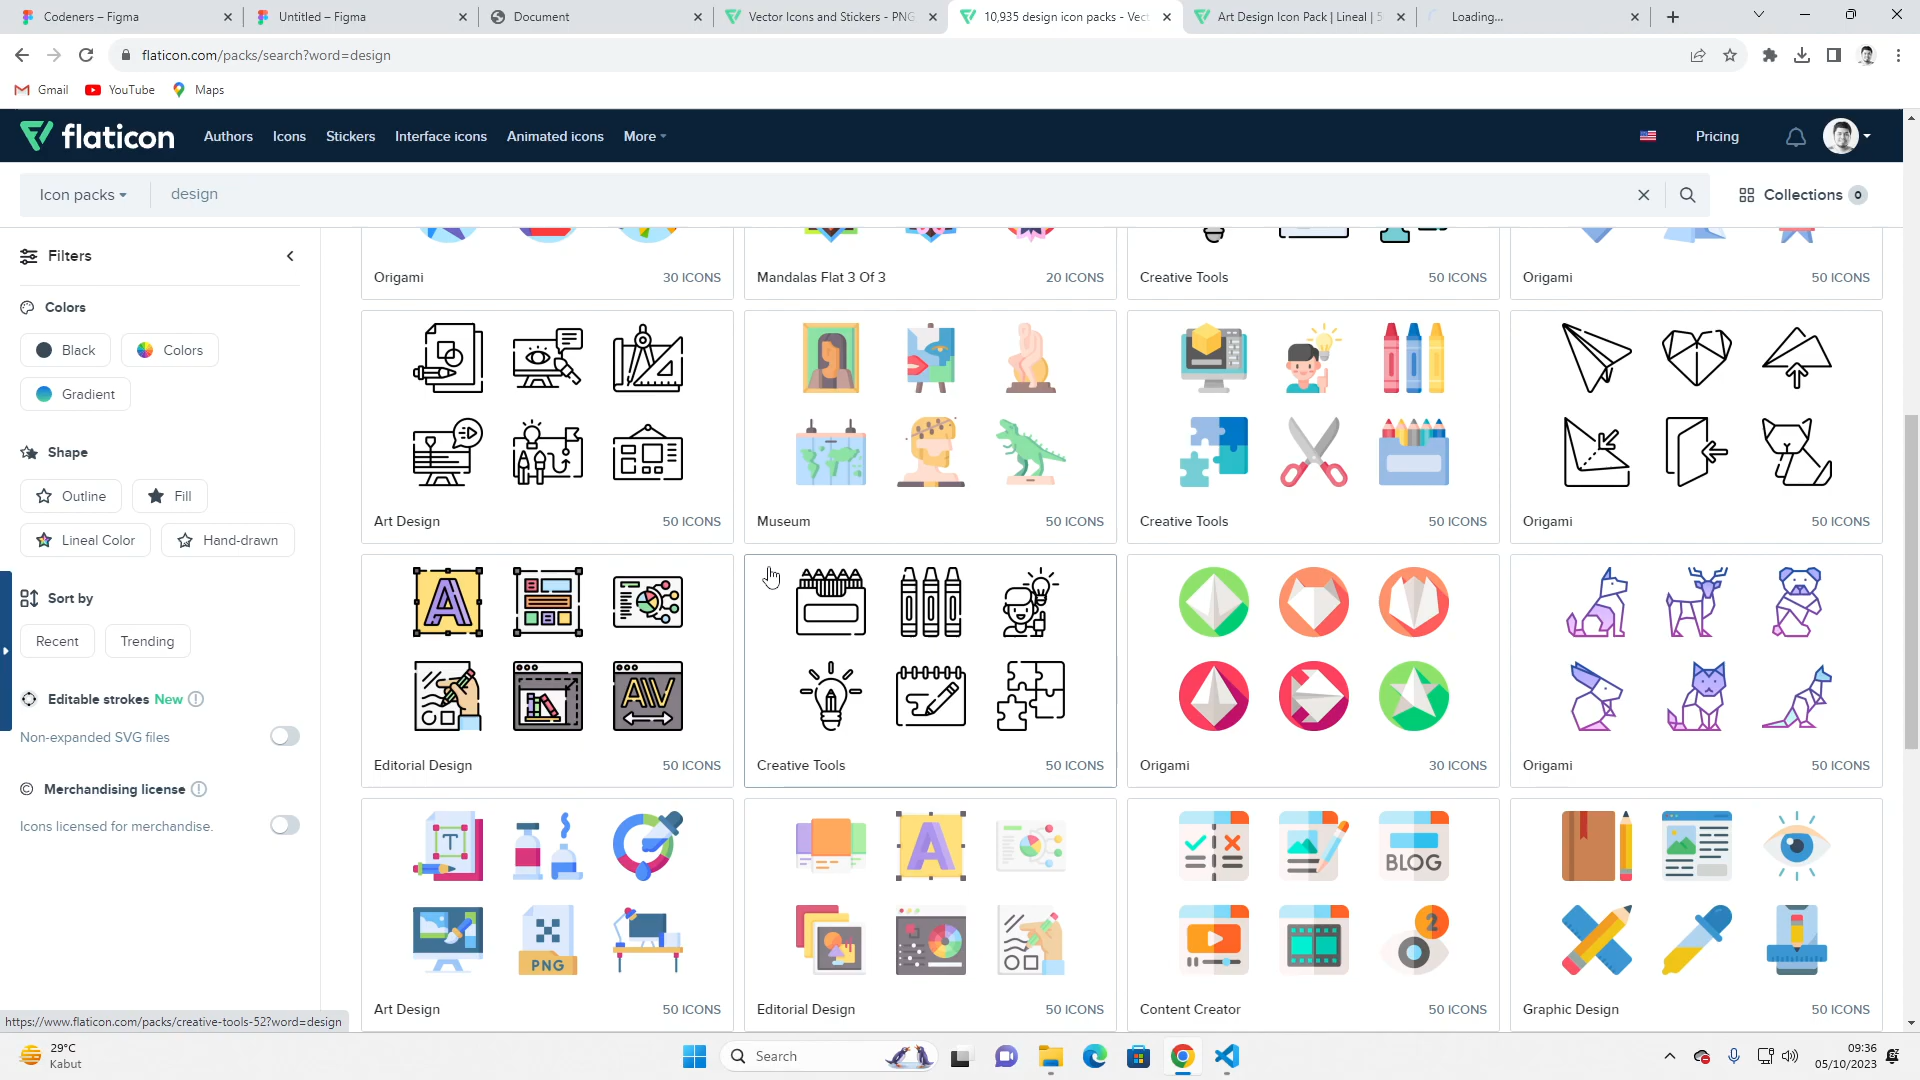 Codeners – Figma
Untitled – Figma
Document
Vector Icons and Stickers - PNG
10,935 design icon packs - Vect
Art Design Icon Pack | Lineal | 5
Loading...
flaticon.com/packs/search?word=design
Gmail
YouTube
Maps
flaticon
Authors
Icons
Stickers
Interface icons
Animated icons
More
Pricing
Icon packs
design
Collections
0
Filters
Colors
Black
Colors
Gradient
Shape
Outline
Fill
Lineal Color
Hand-drawn
Sort by
Recent
Trending
Editable strokes New
Non-expanded SVG files
Merchandising license
Icons licensed for merchandise.
Origami
30 ICONS
Mandalas Flat 3 Of 3
20 ICONS
Creative Tools
50 ICONS
Origami
50 ICONS
Art Design
50 ICONS
Museum
50 ICONS
Creative Tools
50 ICONS
Origami
50 ICONS
A
AV
Editorial Design
50 ICONS
Creative Tools
50 ICONS
Origami
30 ICONS
Origami
50 ICONS
T
PNG
Art Design
50 ICONS
A
Editorial Design
50 ICONS
BLOG
2
Content Creator
50 ICONS
Graphic Design
50 ICONS
https://www.flaticon.com/packs/creative-tools-52?word=design
29°C
Kabut
Search
09:36
05/10/2023